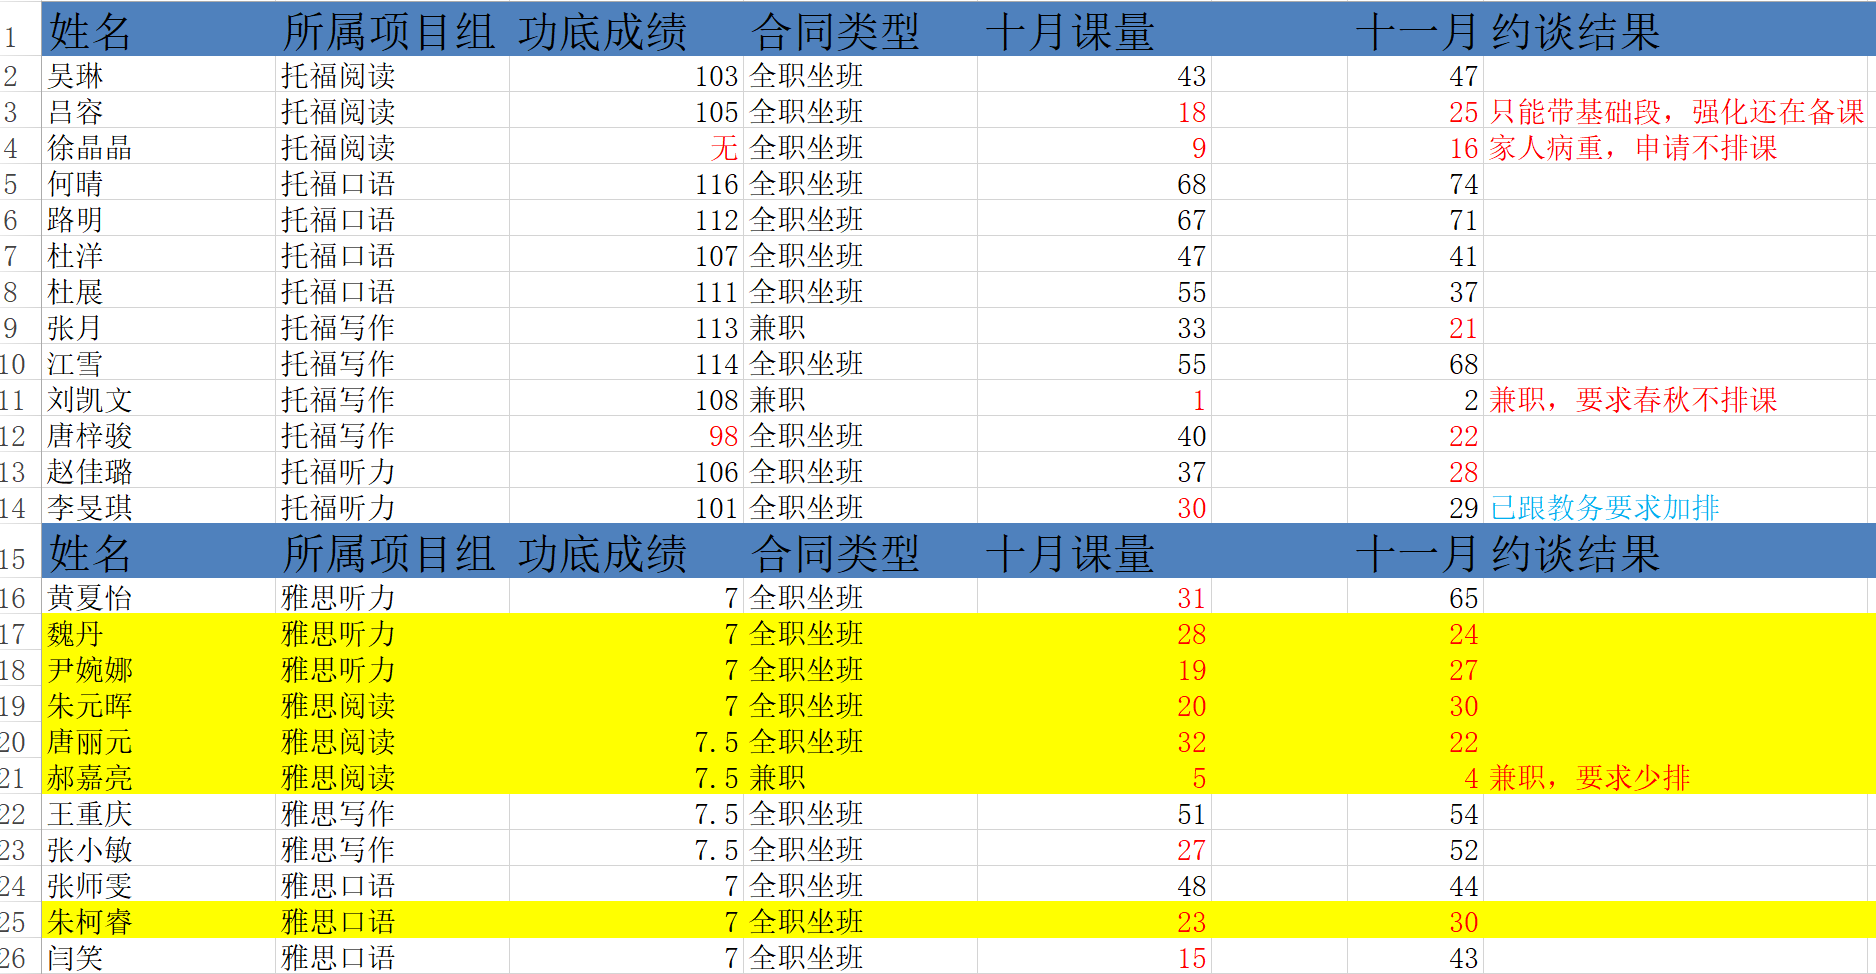 1 姓名 所属项目组 功底成绩 合同类型 十月课量 十一月 约谈结果
2 吴琳 托福阅读 103 全职坐班 43 47
3 吕容 托福阅读 105 全职坐班 18 25 只能带基础段，强化还在备课
4 徐晶晶 托福阅读 无 全职坐班 9 16 家人病重，申请不排课
5 何晴 托福口语 116 全职坐班 68 74
6 路明 托福口语 112 全职坐班 67 71
7 杜洋 托福口语 107 全职坐班 47 41
8 杜展 托福口语 111 全职坐班 55 37
9 张月 托福写作 113 兼职 33 21
10 江雪 托福写作 114 全职坐班 55 68
11 刘凯文 托福写作 108 兼职 1 2 兼职，要求春秋不排课
12 唐梓骏 托福写作 98 全职坐班 40 22
13 赵佳璐 托福听力 106 全职坐班 37 28
14 李旻琪 托福听力 101 全职坐班 30 29 已跟教务要求加排
15 姓名 所属项目组 功底成绩 合同类型 十月课量 十一月 约谈结果
16 黄夏怡 雅思听力 7 全职坐班 31 65
17 魏丹 雅思听力 7 全职坐班 28 24
18 尹婉娜 雅思听力 7 全职坐班 19 27
19 朱元晖 雅思阅读 7 全职坐班 20 30
20 唐丽元 雅思阅读 7.5 全职坐班 32 22
21 郝嘉亮 雅思阅读 7.5 兼职 5 4 兼职，要求少排
22 王重庆 雅思写作 7.5 全职坐班 51 54
23 张小敏 雅思写作 7.5 全职坐班 27 52
24 张师雯 雅思口语 7 全职坐班 48 44
25 朱柯睿 雅思口语 7 全职坐班 23 30
26 闫笑 雅思口语 7 全职坐班 15 43